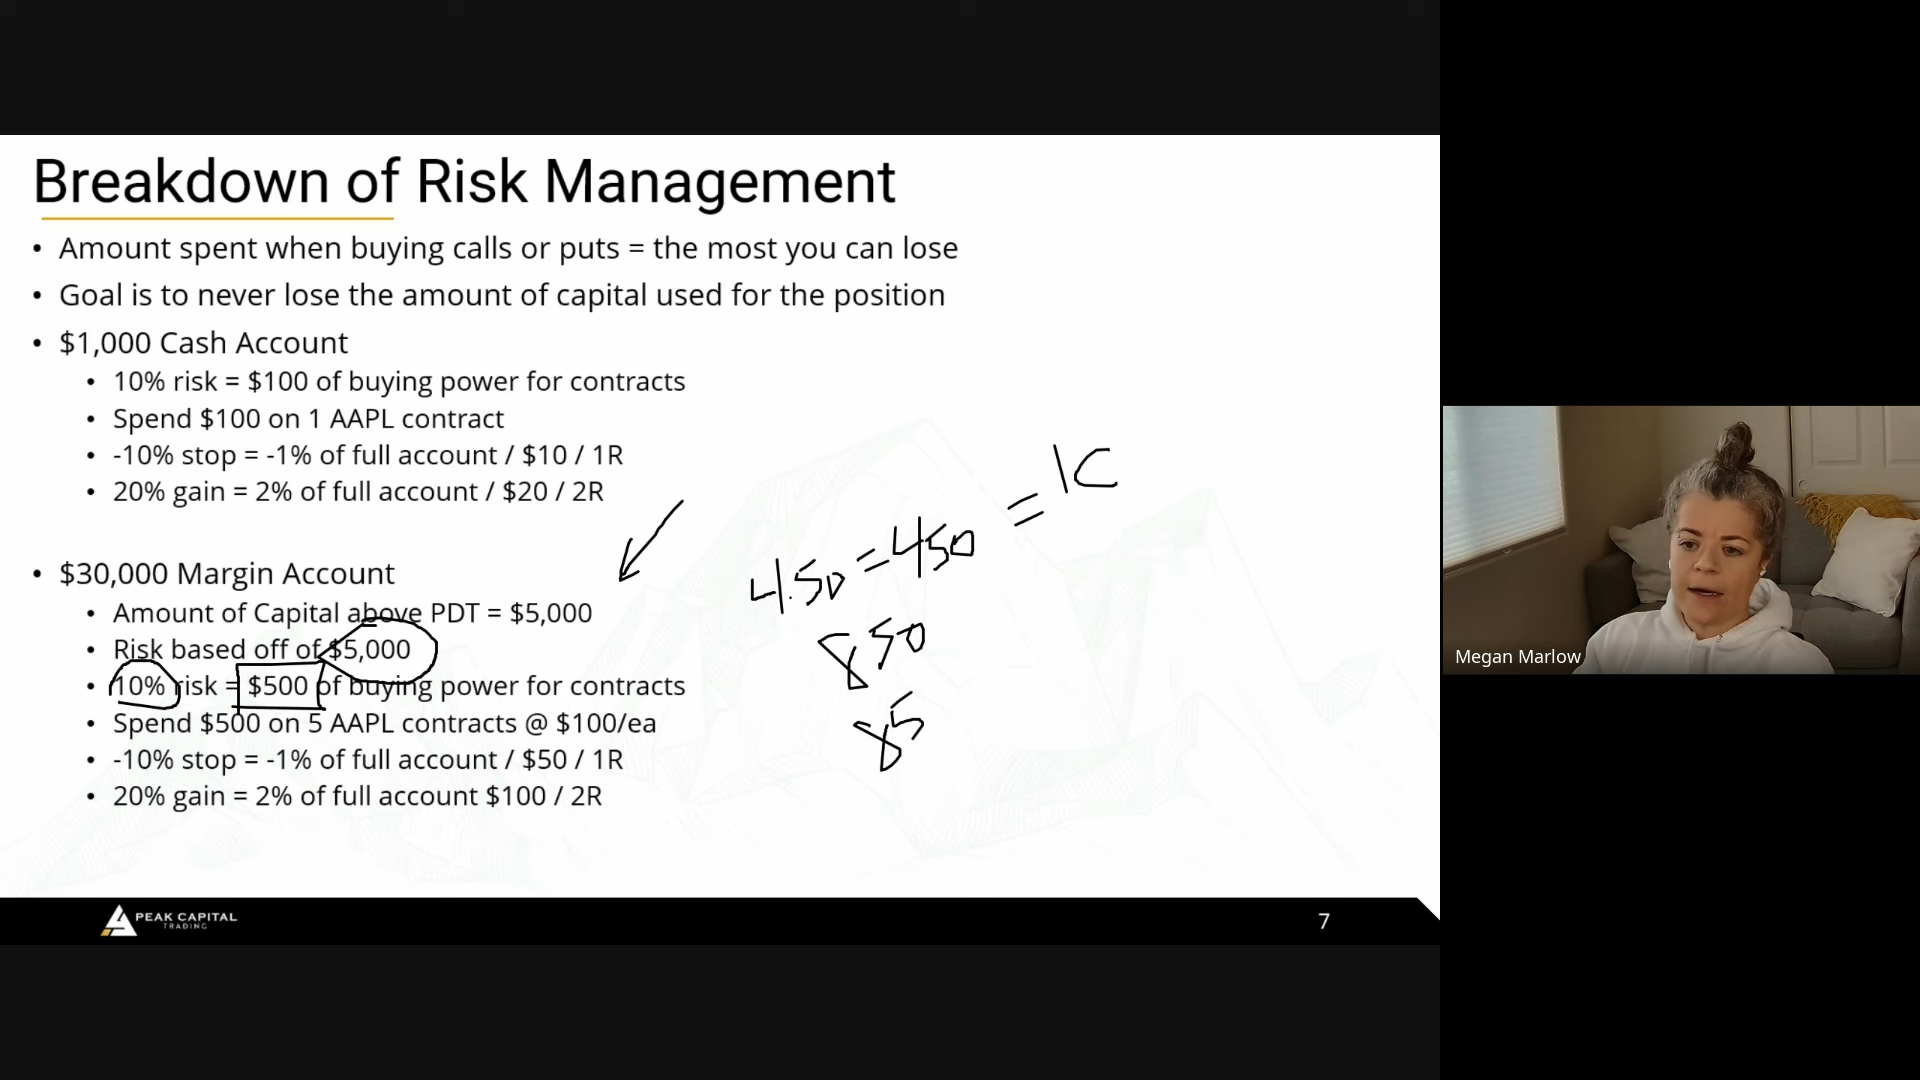 Breakdown of Risk Management
• Amount spent when buying calls or puts = the most you can lose
• Goal is to never lose the amount of capital used for the position
• $1,000 Cash Account
• 10% risk = $100 of buying power for contracts
• Spend $100 on 1 AAPL contract
• -10% stop = -1% of full account / $10 / 1R
• 20% gain = 2% of full account / $20 / 2R
• $30,000 Margin Account
• Amount of Capital above PDT = $5,000
• Risk based off of $5,000
• 10% risk = $500 of buying power for contracts
• Spend $500 on 5 AAPL contracts @ $100/ea
• -10% stop = -1% of full account / $50 / 1R
• 20% gain = 2% of full account $100 / 2R
4.50 = 450 = 1C
850
85
Megan Marlow
PEAK CAPITAL
TRADING
7